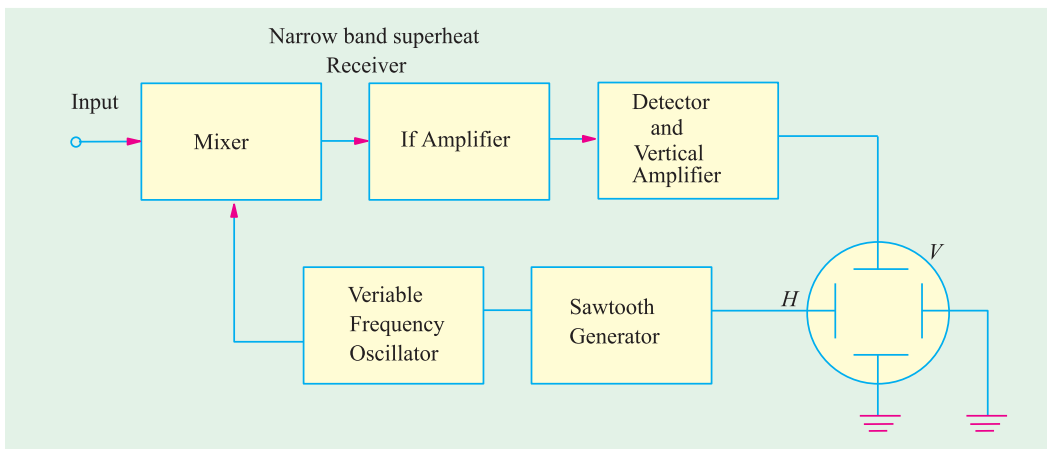 Narrow band superheat
Receiver
Input
Mixer
If Amplifier
Detector
and
Vertical
Amplifier
V
H
Veriable
Frequency
Oscillator
Sawtooth
Generator